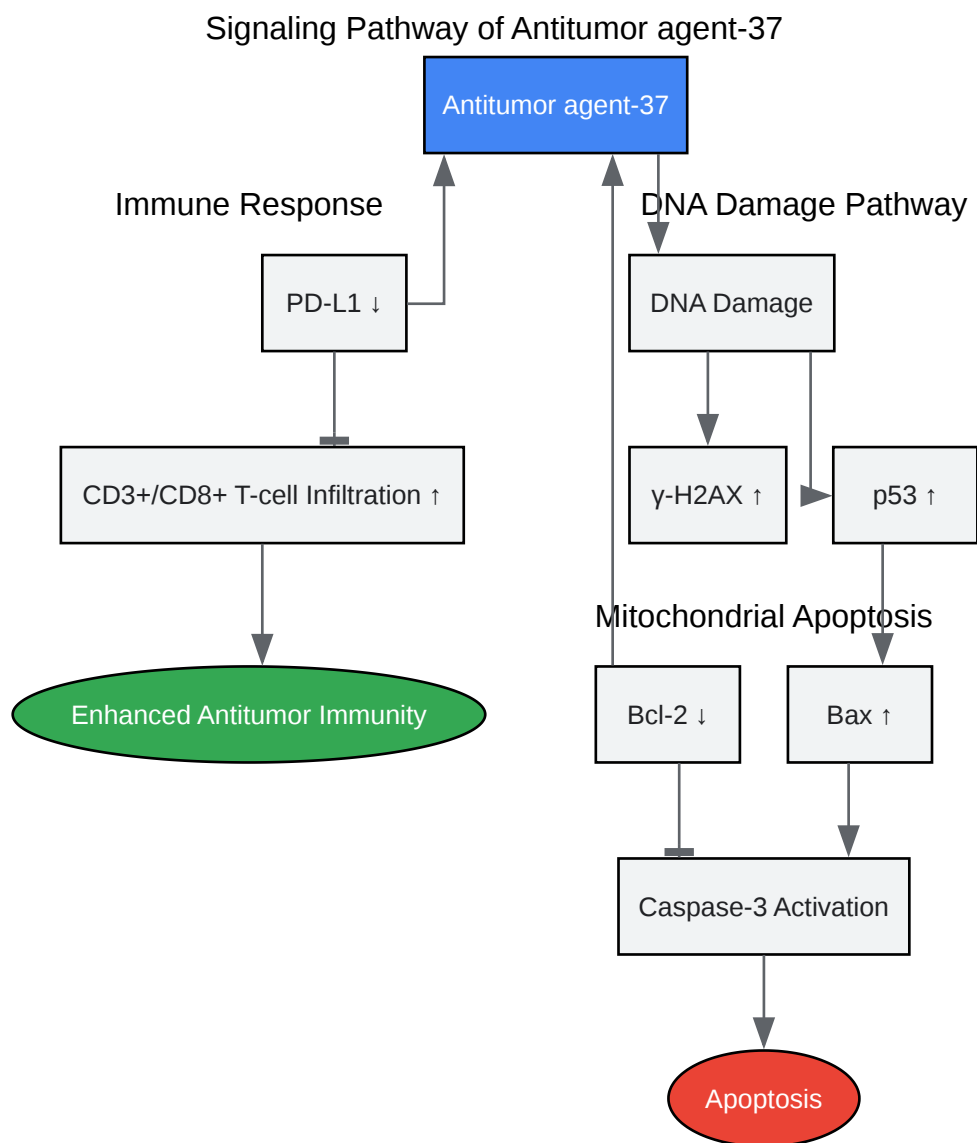 Signaling Pathway of Antitumor agent-37
Antitumor agent-37
Immune Response
DNA Damage Pathway
PD-L1 ↓
DNA Damage
CD3+/CD8+ T-cell Infiltration ↑
γ-H2AX ↑
p53 ↑
Mitochondrial Apoptosis
Enhanced Antitumor Immunity
Bcl-2 ↓
Bax ↑
Caspase-3 Activation
Apoptosis